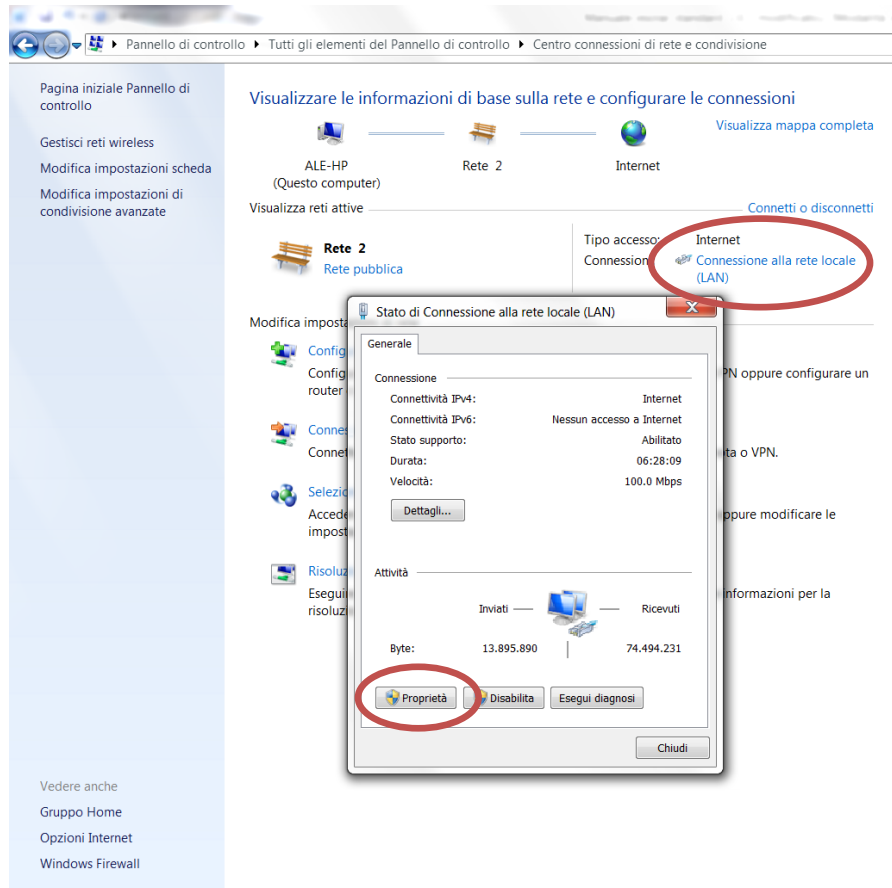 Pannello di controllo ▸ Tutti gli elementi del Pannello di controllo ▸ Centro connessioni di rete e condivisione
Pagina iniziale Pannello di
controllo
Gestisci reti wireless
Modifica impostazioni scheda
Modifica impostazioni di
condivisione avanzate
Vedere anche
Gruppo Home
Opzioni Internet
Windows Firewall
Visualizzare le informazioni di base sulla rete e configurare le connessioni
Visualizza mappa completa
ALE-HP
(Questo computer)
Rete 2
Internet
Visualizza reti attive
Connetti o disconnetti
Rete 2
Rete pubblica
Tipo accesso:
Internet
Connession
Connessione alla rete locale
(LAN)
Modifica imposta
Config
Config
PN oppure configurare un
router
Connes
Connet
ta o VPN.
Selezio
Accede
ppure modificare le
impost
Risoluz
Esegui
informazioni per la
risoluzi
Stato di Connessione alla rete locale (LAN)
Generale
Connessione
Connettività IPv4: Internet
Connettività IPv6: Nessun accesso a Internet
Stato supporto: Abilitato
Durata: 06:28:09
Velocità: 100.0 Mbps
Dettagli...
Attività
Inviati
Ricevuti
Byte: 13.895.890 74.494.231
Proprietà
Disabilita
Esegui diagnosi
Chiudi